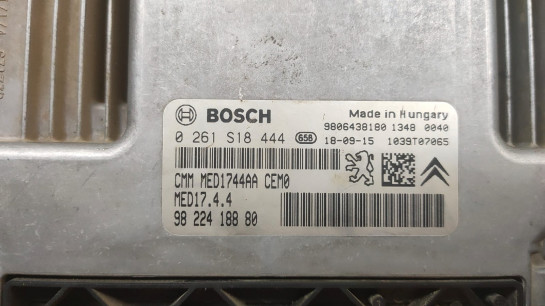 BOSCH
Made in Hungary
9806438180 1348 0040
0 261 S18 444 658 18-09-15 1039T07065
CMM MED1744AA CEM0
MED17.4.4
98 224 188 80